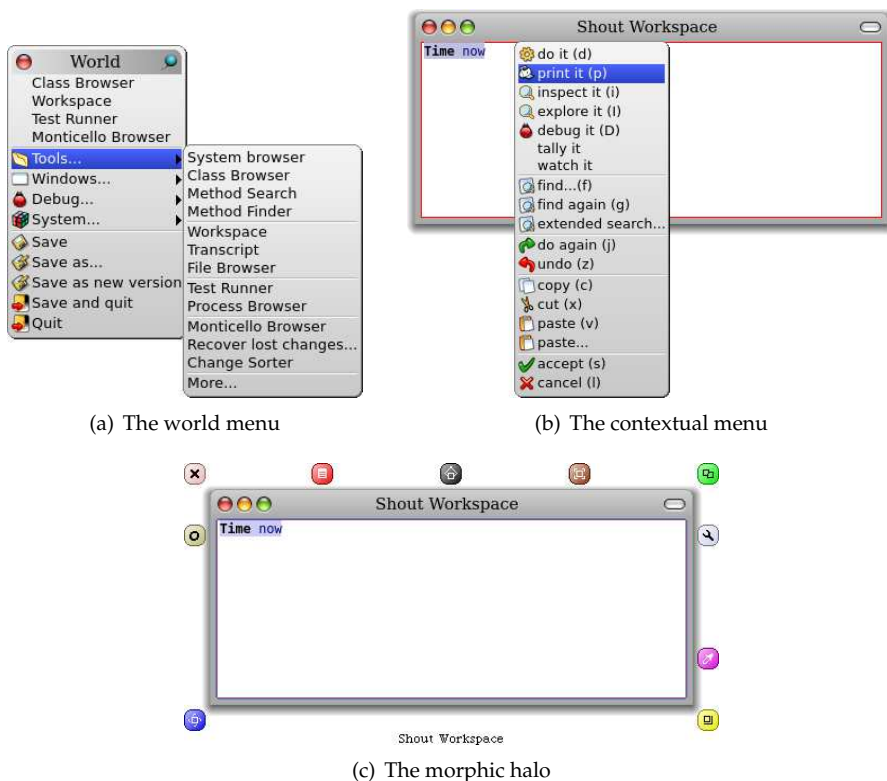 World
Class Browser
Workspace
Test Runner
Monticello Browser
Tools...
Windows...
Debug...
System...
Save
Save as...
Save as new version
Save and quit
Quit
System browser
Class Browser
Method Search
Method Finder
Workspace
Transcript
File Browser
Test Runner
Process Browser
Monticello Browser
Recover lost changes...
Change Sorter
More...
(a) The world menu
Shout Workspace
Time now
do it (d)
print it (p)
inspect it (i)
explore it (I)
debug it (D)
tally it
watch it
find...(f)
find again (g)
extended search...
do again (j)
undo (z)
copy (c)
cut (x)
paste (v)
paste...
accept (s)
cancel (l)
(b) The contextual menu
Shout Workspace
Time now
Shout Workspace
(c) The morphic halo